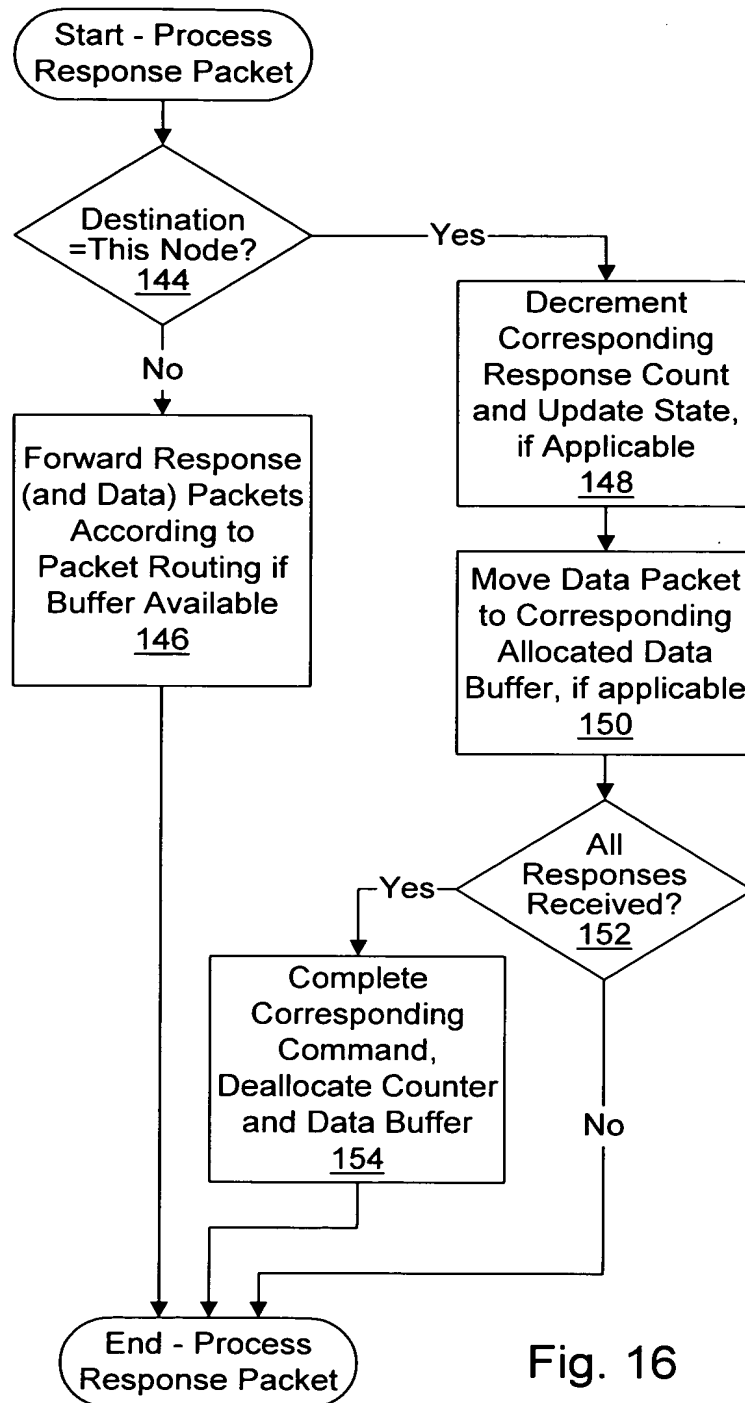 Start - Process
Response Packet
Destination
=This Node?
144
Yes
No
Decrement
Corresponding
Response Count
and Update State,
if Applicable
148
Forward Response
(and Data) Packets
According to
Packet Routing if
Buffer Available
146
Move Data Packet
to Corresponding
Allocated Data
Buffer, if applicable
150
All
Responses
Received?
152
Yes
No
Complete
Corresponding
Command,
Deallocate Counter
and Data Buffer
154
End - Process
Response Packet
Fig. 16